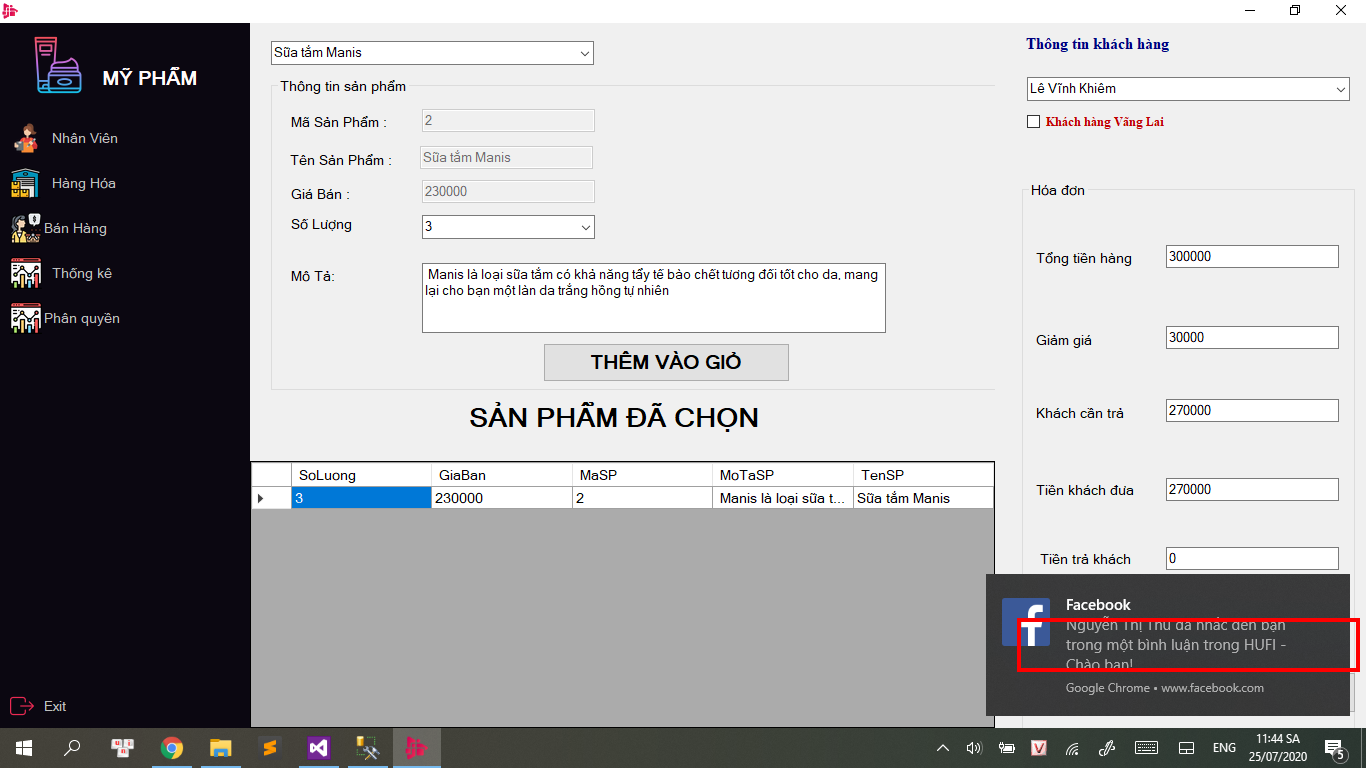 MỸ PHẨM
Nhân Viên
Hàng Hóa
Bán Hàng
Thống kê
Phân quyền
Exit
Sữa tắm Manis
Thông tin sản phẩm
Mã Sản Phẩm :
2
Tên Sản Phẩm :
Sữa tắm Manis
Giá Bán :
230000
Số Lượng
3
Mô Tả:
Manis là loại sữa tắm có khả năng tẩy tế bào chết tương đối tốt cho da, mang
lại cho bạn một làn da trắng hồng tự nhiên
THÊM VÀO GIỎ
SẢN PHẨM ĐÃ CHỌN
SoLuong GiaBan MaSP MoTaSP TenSP
3 230000 2 Manis là loại sữa t... Sữa tắm Manis
Thông tin khách hàng
Lê Vĩnh Khiêm
Khách hàng Vãng Lai
Hóa đơn
Tổng tiền hàng
300000
Giảm giá
30000
Khách cần trả
270000
Tiền khách đưa
270000
Tiền trả khách
0
Facebook
Nguyễn Thị Thu đã nhắc đến bạn
trong một bình luận trong HUFI -
Chào bạn!
Google Chrome • www.facebook.com
ENG
11:44 SA
25/07/2020
5